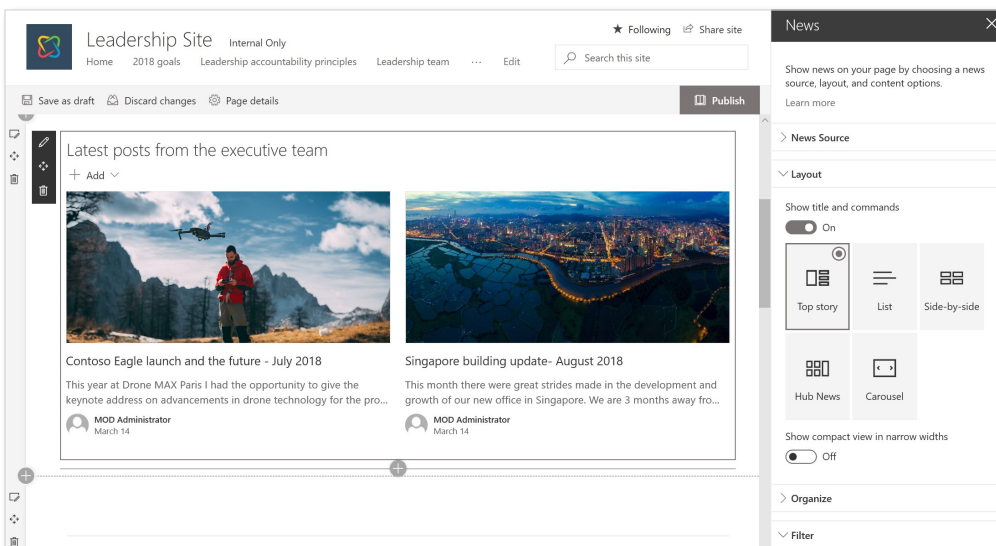 Leadership Site Internal Only
Following Share site
Home 2018 goals Leadership accountability principles Leadership team ... Edit
Search this site
Save as draft Discard changes Page details Publish
Latest posts from the executive team
+ Add
Contoso Eagle launch and the future - July 2018
This year at Drone MAX Paris I had the opportunity to give the
keynote address on advancements in drone technology for the pro...
MOD Administrator
March 14
Singapore building update- August 2018
This month there were great strides made in the development and
growth of our new office in Singapore. We are 3 months away fro...
MOD Administrator
March 14
News
Show news on your page by choosing a news
source, layout, and content options.
Learn more
News Source
Layout
Show title and commands
On
Top story List Side-by-side
Hub News Carousel
Show compact view in narrow widths
Off
Organize
Filter